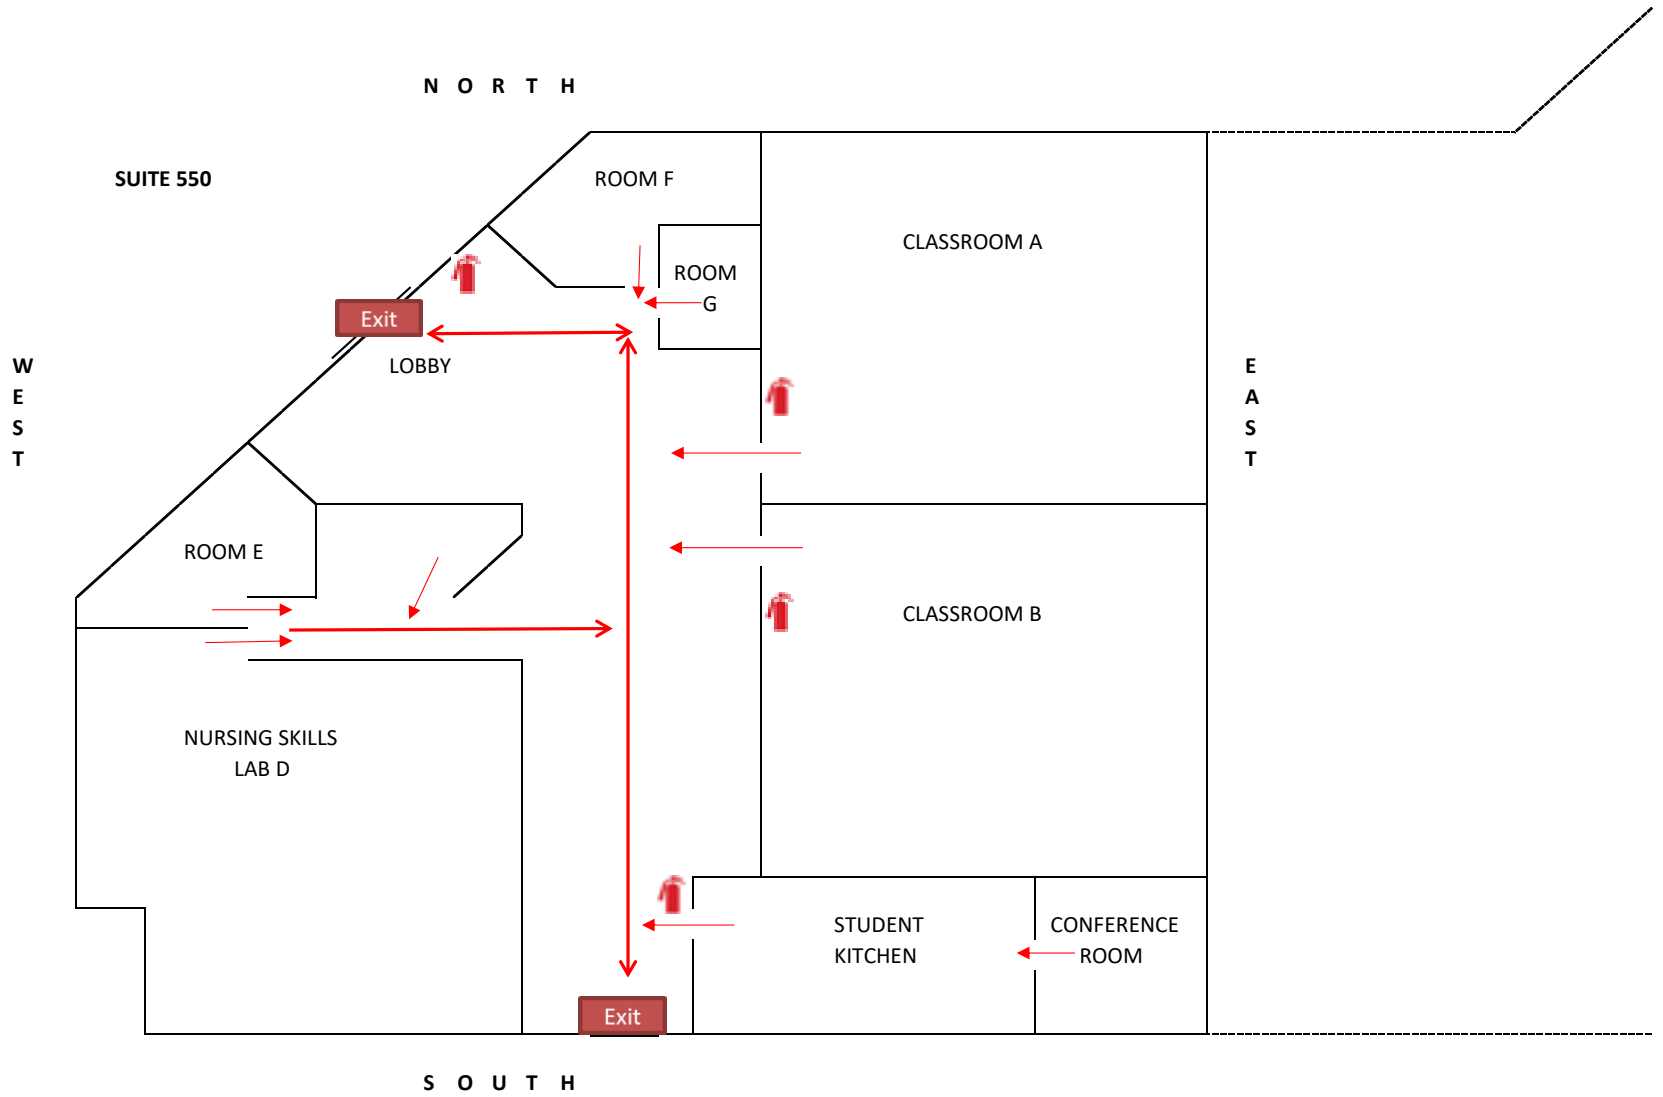 N O R T H
SUITE 550
ROOM F
CLASSROOM A
ROOM
G
Exit
LOBBY
W
E
S
T
E
A
S
T
ROOM E
CLASSROOM B
NURSING SKILLS
LAB D
STUDENT
KITCHEN
CONFERENCE
ROOM
Exit
S O U T H